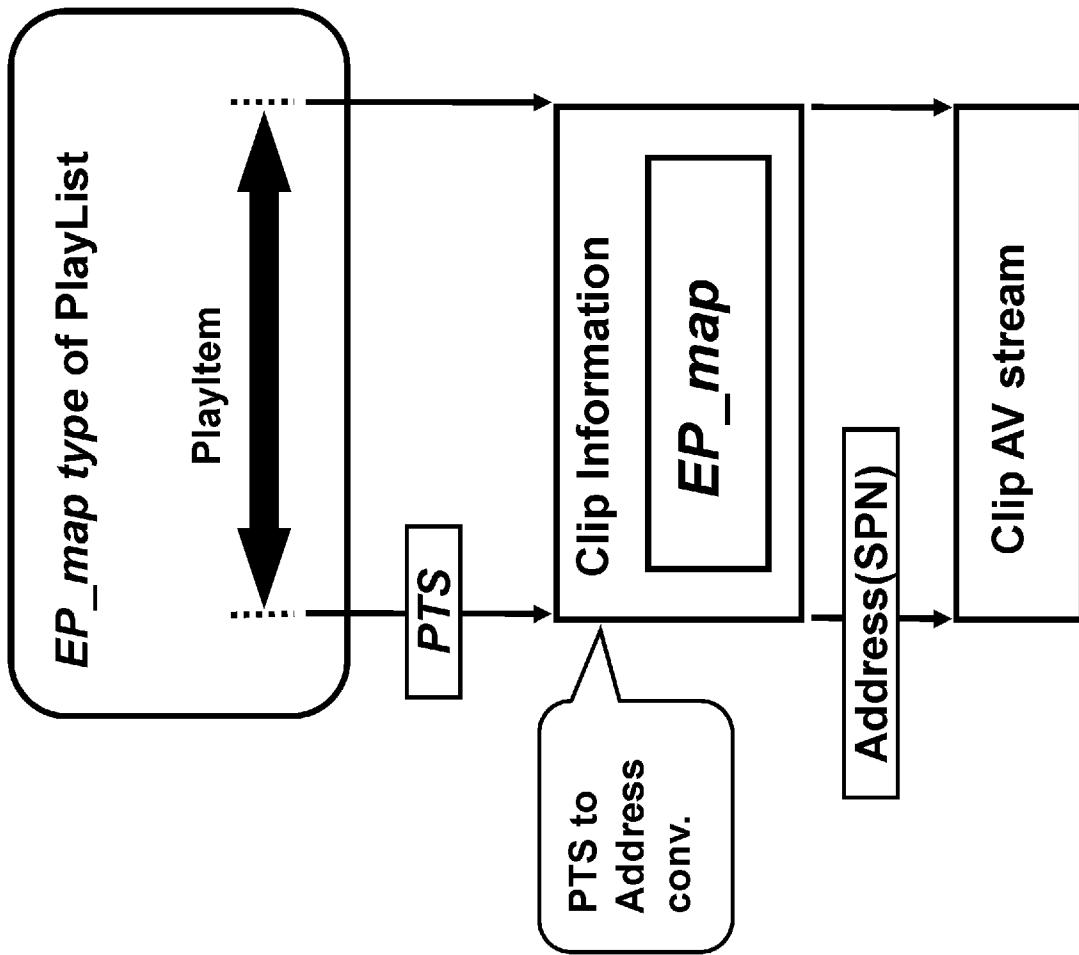 EP_map type of PlayList
PlayItem
PTS
Clip Information
EP_map
PTS to
Address
conv.
Address(SPN)
Clip AV stream